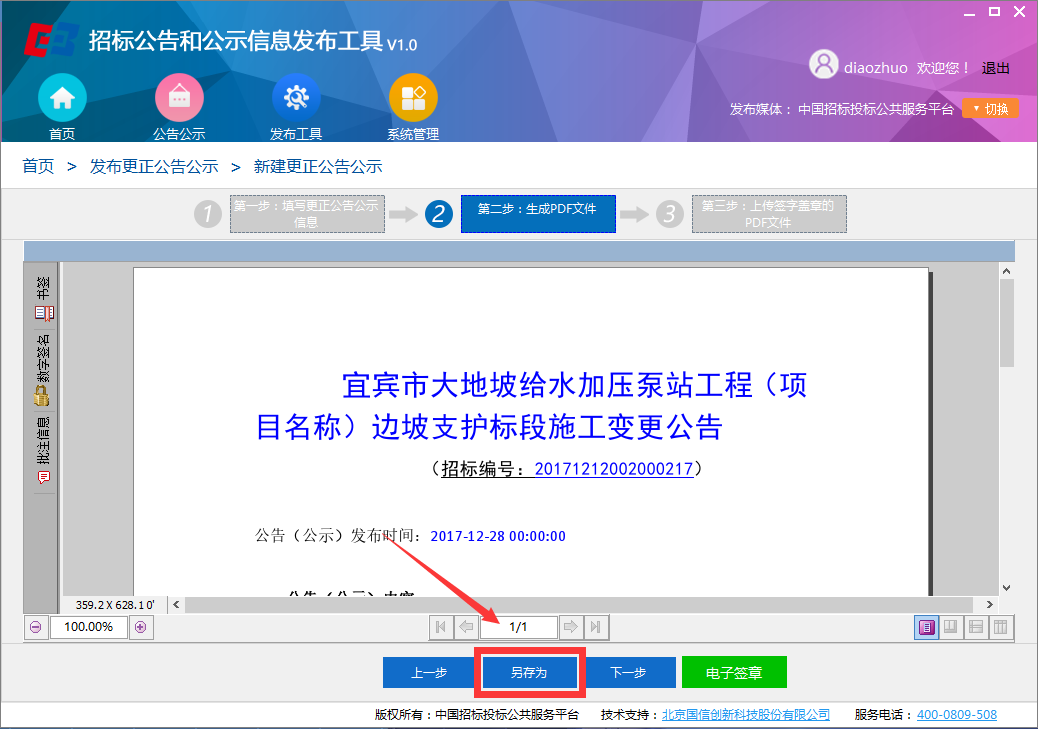 招标公告和公示信息发布工具 V1.0
diaozhuo 欢迎您！ 退出
首页 公告公示 发布工具 系统管理
发布媒体： 中国招标投标公共服务平台 切换
首页 > 发布更正公告公示 > 新建更正公告公示
1 第一步：填写更正公告公示
信息
2 第二步：生成PDF文件
3 第三步：上传签字盖章的
PDF文件
书签
数字签名
批注信息
宜宾市大地坡给水加压泵站工程（项
目名称）边坡支护标段施工变更公告
（招标编号：20171212002000217）
公告（公示）发布时间：2017-12-28 00:00:00
公告（公示）内容
359.2 X 628.1 0'
100.00% 1/1
上一步 另存为 下一步 电子签章
版权所有：中国招标投标公共服务平台 技术支持：北京国信创新科技股份有限公司 服务电话：400-0809-508